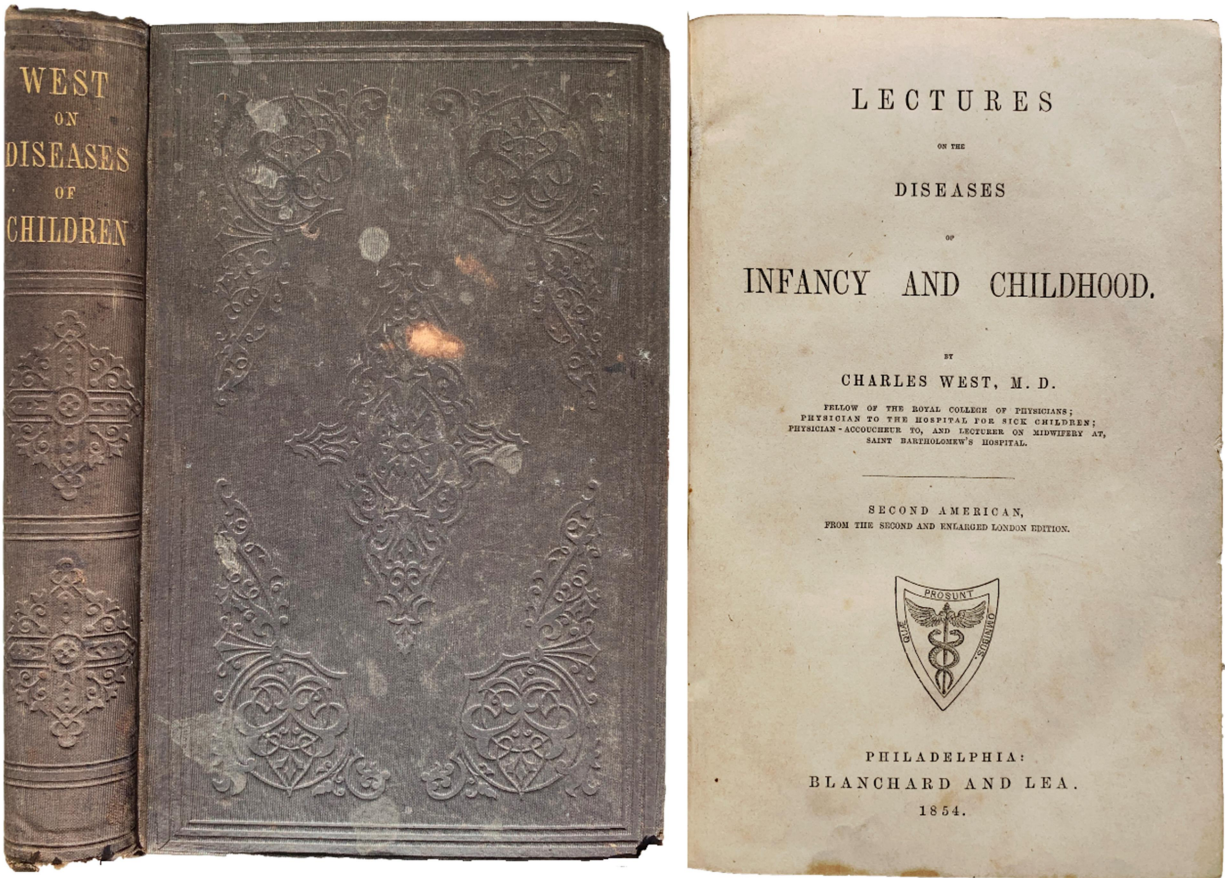 WEST
ON
DISEASES
OF
CHILDREN
LECTURES
ON THE
DISEASES
OF
INFANCY AND CHILDHOOD.
BY
CHARLES WEST, M. D.
FELLOW OF THE ROYAL COLLEGE OF PHYSICIANS;
PHYSICIAN TO THE HOSPITAL FOR SICK CHILDREN;
PHYSICIAN-ACCOUCHEUR TO, AND LECTURER ON MIDWIFERY AT,
SAINT BARTHOLOMEW'S HOSPITAL.
SECOND AMERICAN,
FROM THE SECOND AND ENLARGED LONDON EDITION.
QUÆ PROSUNT OMNIBUS.
PHILADELPHIA:
BLANCHARD AND LEA.
1854.